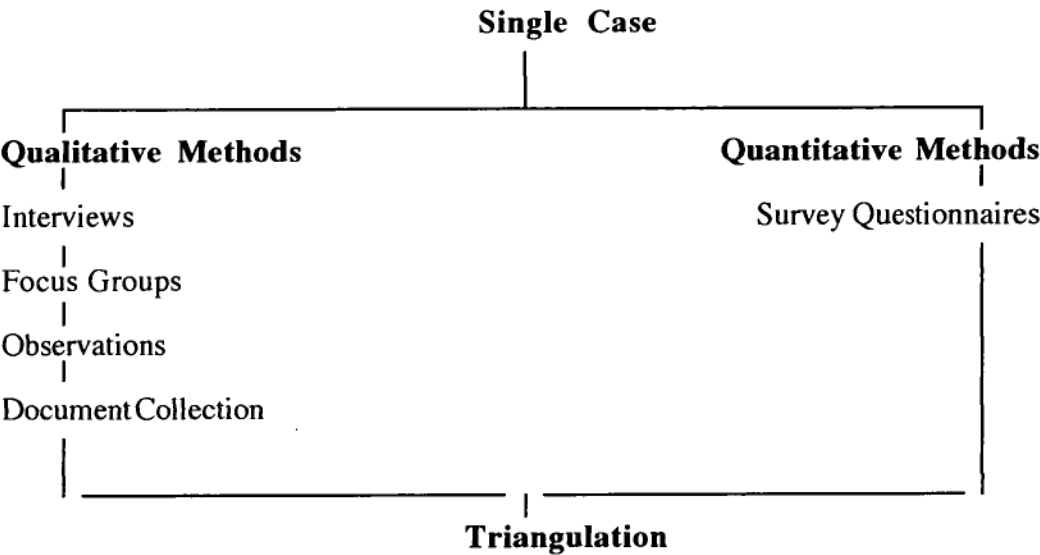 Single Case
Qualitative Methods
Quantitative Methods
Interviews
Survey Questionnaires
Focus Groups
Observations
Document Collection
Triangulation